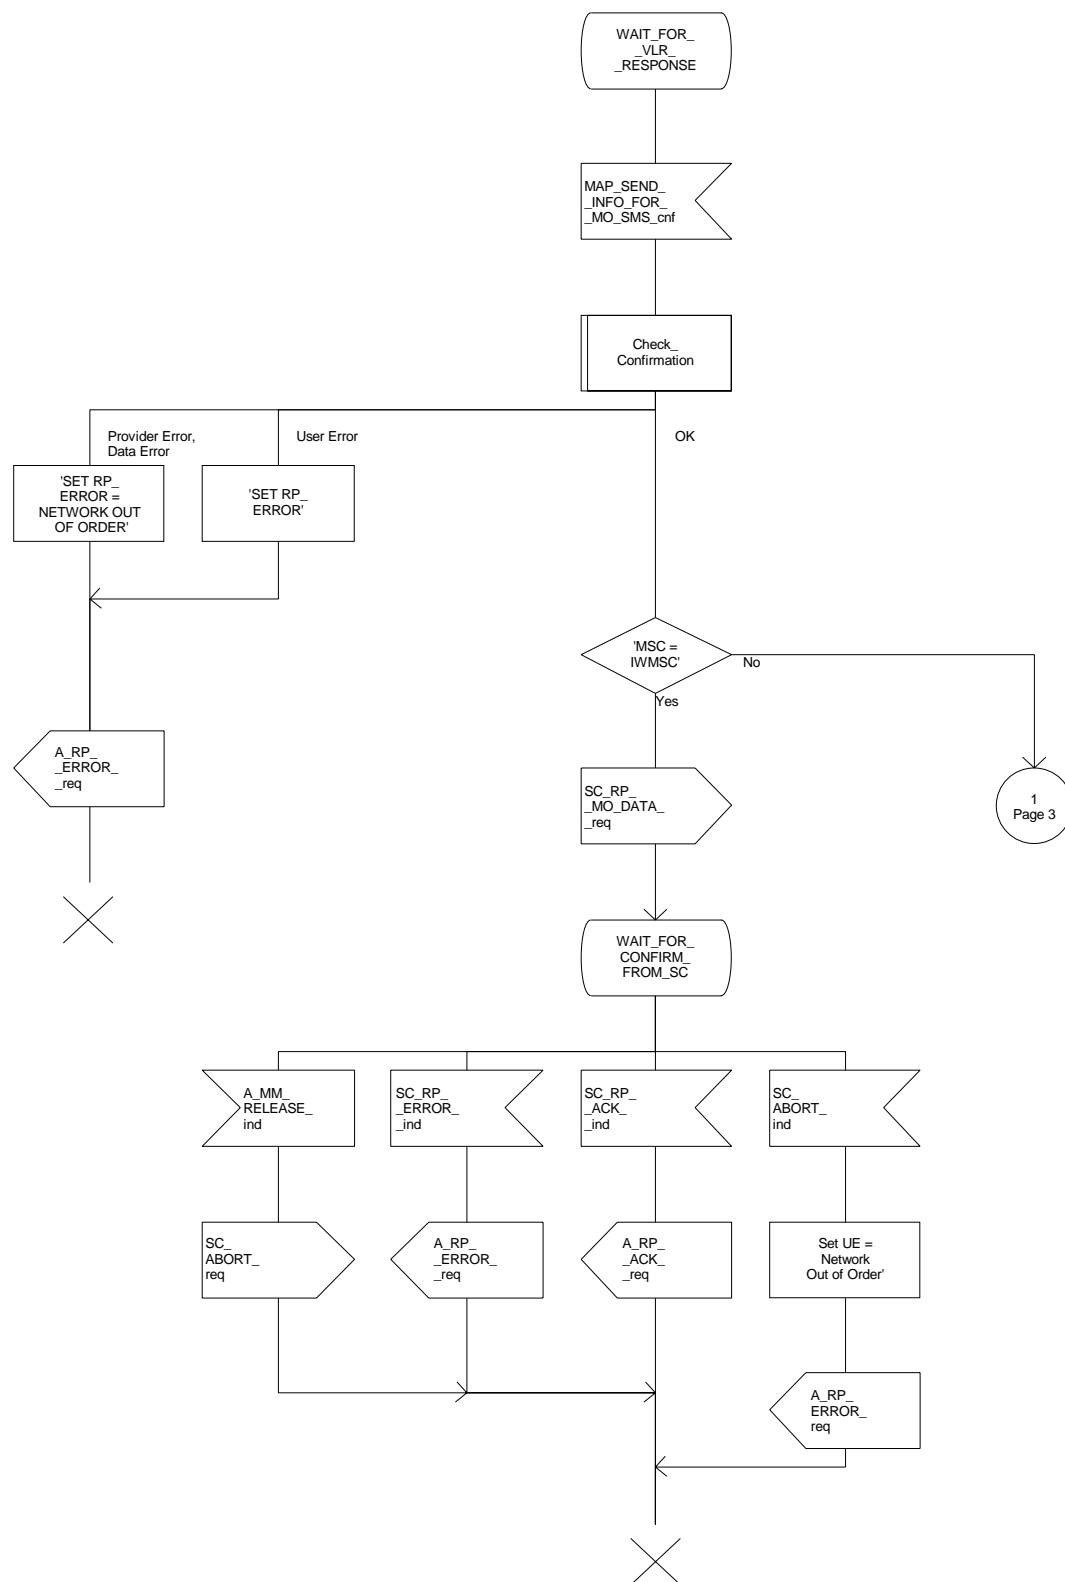 WAIT_FOR_
_VLR_
_RESPONSE
MAP_SEND_
_INFO_FOR_
_MO_SMS_cnf
Check_
Confirmation
Provider Error,
Data Error
User Error
OK
'SET RP_
ERROR =
NETWORK OUT
OF ORDER'
'SET RP_
ERROR'
'MSC =
IWMSC'
No
Yes
A_RP_
_ERROR_
_req
SC_RP_
_MO_DATA_
_req
1
Page 3
WAIT_FOR_
CONFIRM_
FROM_SC
A_MM_
RELEASE_
ind
SC_RP_
_ERROR_
_ind
SC_RP_
_ACK_
_ind
SC_
ABORT_
ind
SC_
ABORT_
req
A_RP_
_ERROR_
_req
A_RP_
_ACK_
_req
Set UE =
Network
Out of Order'
A_RP_
ERROR_
req